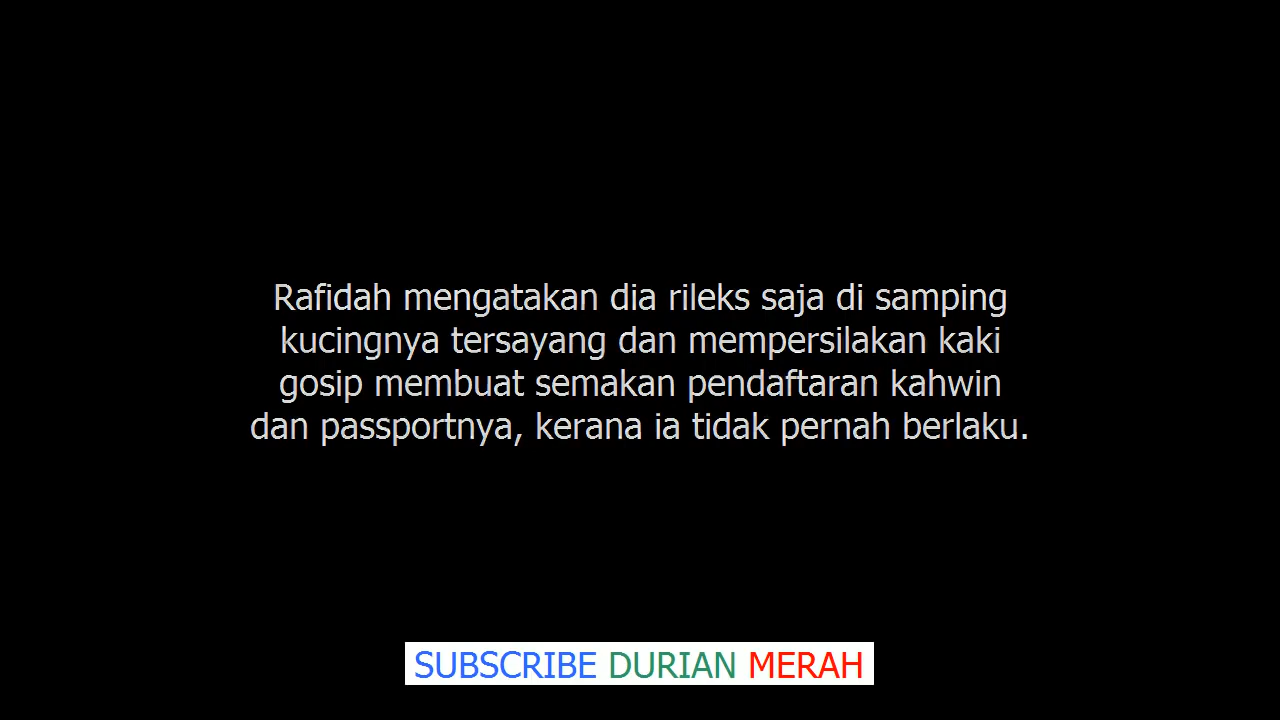 Rafidah mengatakan dia rileks saja di samping
kucingnya tersayang dan mempersilakan kaki
gosip membuat semakan pendaftaran kahwin
dan passportnya, kerana ia tidak pernah berlaku.
SUBSCRIBE DURIAN MERAH